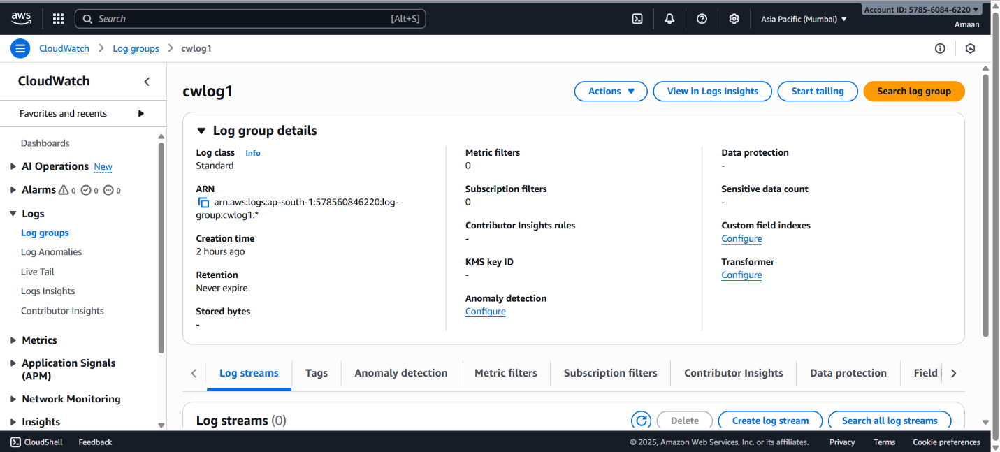 aws
Search [Alt+S]
Asia Pacific (Mumbai)
Account ID: 5785-6084-6220
Amaan
CloudWatch
Log groups
cwlog1
CloudWatch
Favorites and recents
Dashboards
AI Operations New
Alarms 0 0 0
Logs
Log groups
Log Anomalies
Live Tail
Logs Insights
Contributor Insights
Metrics
Application Signals
(APM)
Network Monitoring
Insights
cwlog1
Actions
View in Logs Insights
Start tailing
Search log group
Log group details
Log class Info
Standard
ARN
arn:aws:logs:ap-south-1:578560846220:log-
group:cwlog1:*
Creation time
2 hours ago
Retention
Never expire
Stored bytes
-
Metric filters
0
Subscription filters
0
Contributor Insights rules
-
KMS key ID
-
Anomaly detection
Configure
Data protection
-
Sensitive data count
-
Custom field indexes
Configure
Transformer
Configure
Log streams
Tags
Anomaly detection
Metric filters
Subscription filters
Contributor Insights
Data protection
Field
Log streams (0)
Delete
Create log stream
Search all log streams
CloudShell
Feedback
© 2025, Amazon Web Services, Inc. or its affiliates.
Privacy
Terms
Cookie preferences